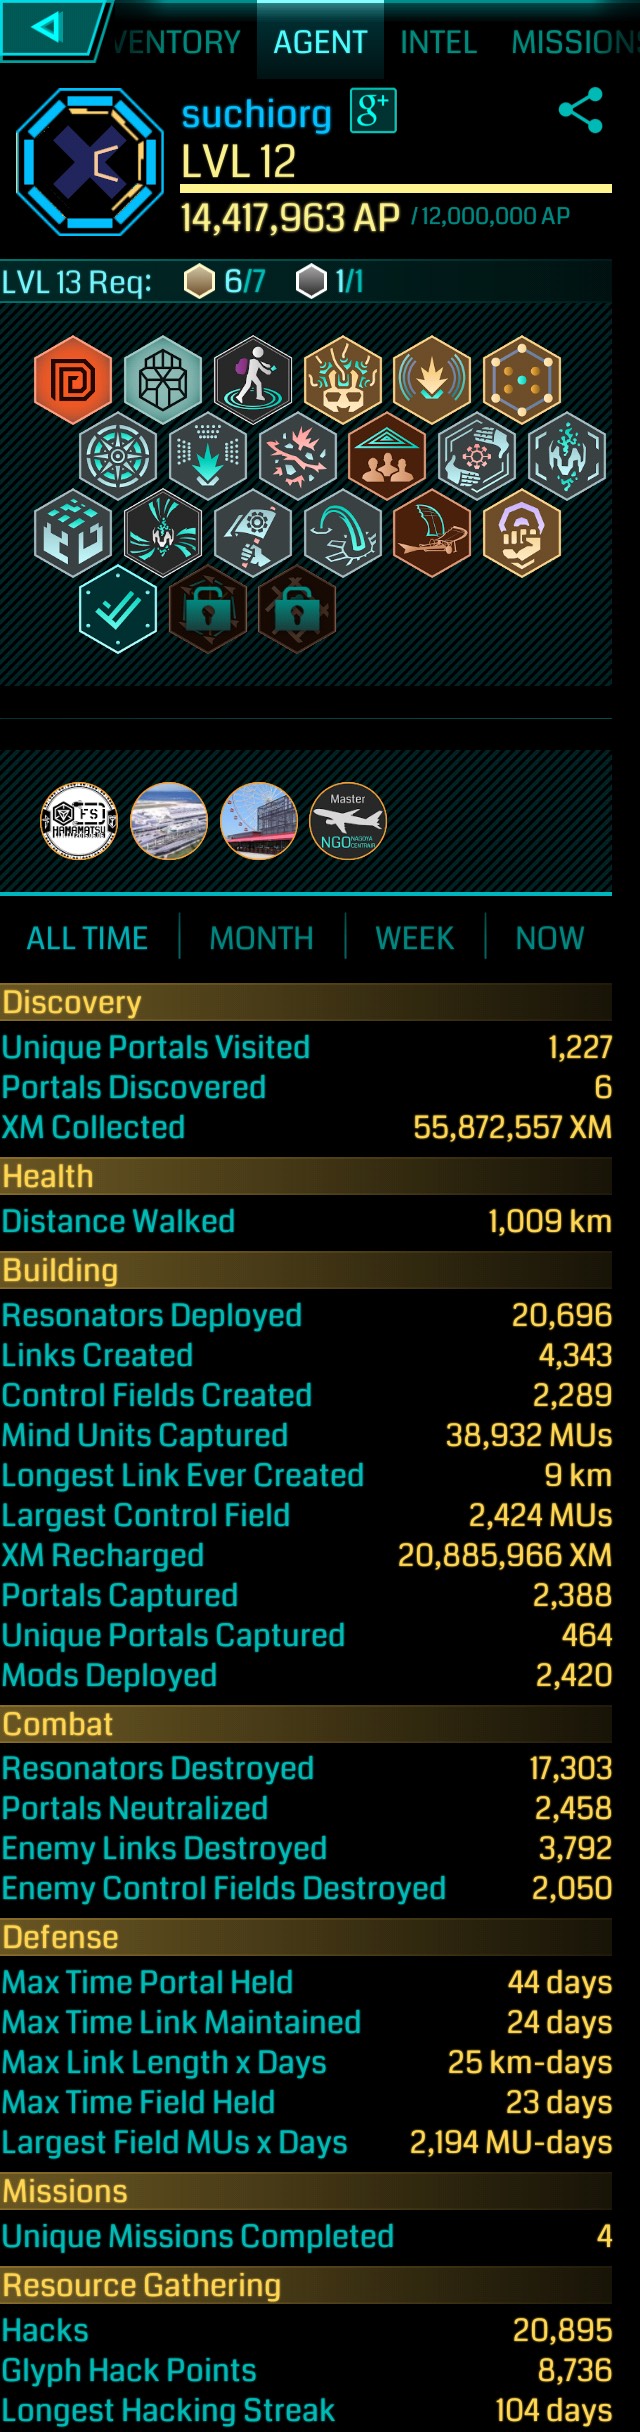 VENTORY AGENT INTEL MISSIONS
suchiorg g+
LVL 12
14,417,963 AP / 12,000,000 AP
LVL 13 Req: 6/7 1/1
FS HAMAMATSU
Master
NGO NAGOYA CENTRAIR
ALL TIME MONTH WEEK NOW
Discovery
Unique Portals Visited 1,227
Portals Discovered 6
XM Collected 55,872,557 XM
Health
Distance Walked 1,009 km
Building
Resonators Deployed 20,696
Links Created 4,343
Control Fields Created 2,289
Mind Units Captured 38,932 MUs
Longest Link Ever Created 9 km
Largest Control Field 2,424 MUs
XM Recharged 20,885,966 XM
Portals Captured 2,388
Unique Portals Captured 464
Mods Deployed 2,420
Combat
Resonators Destroyed 17,303
Portals Neutralized 2,458
Enemy Links Destroyed 3,792
Enemy Control Fields Destroyed 2,050
Defense
Max Time Portal Held 44 days
Max Time Link Maintained 24 days
Max Link Length x Days 25 km-days
Max Time Field Held 23 days
Largest Field MUs x Days 2,194 MU-days
Missions
Unique Missions Completed 4
Resource Gathering
Hacks 20,895
Glyph Hack Points 8,736
Longest Hacking Streak 104 days